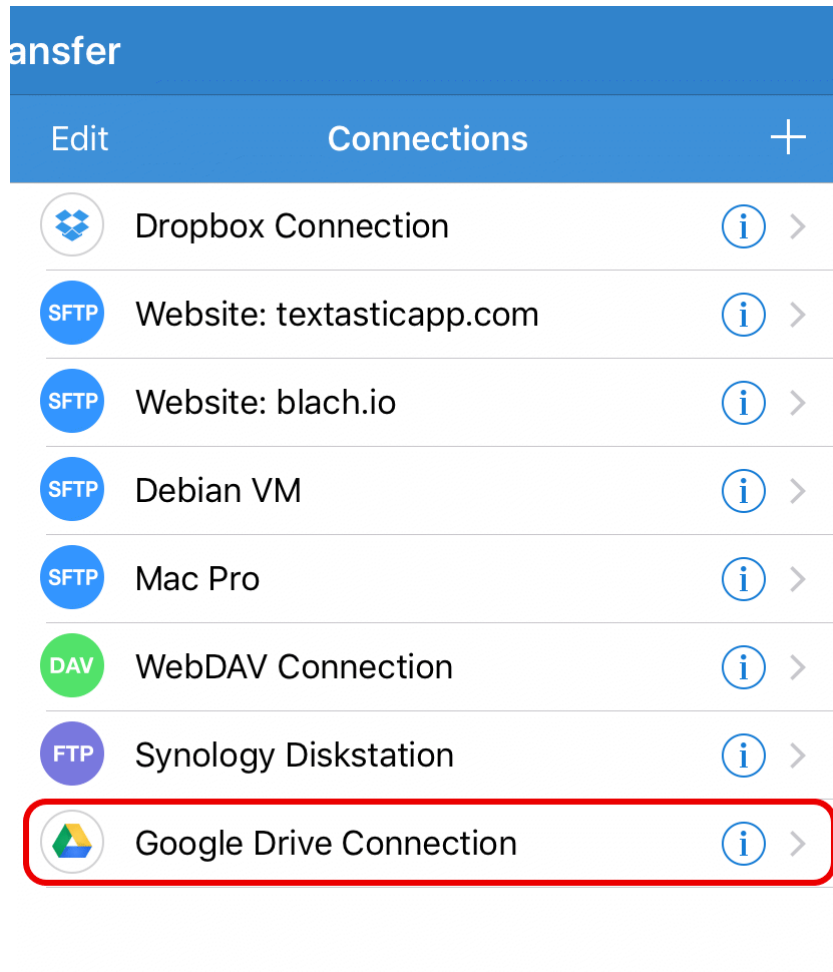 ansfer
Edit Connections +
Dropbox Connection i
SFTP Website: textasticapp.com i
SFTP Website: blach.io i
SFTP Debian VM i
SFTP Mac Pro i
DAV WebDAV Connection i
FTP Synology Diskstation i
Google Drive Connection i